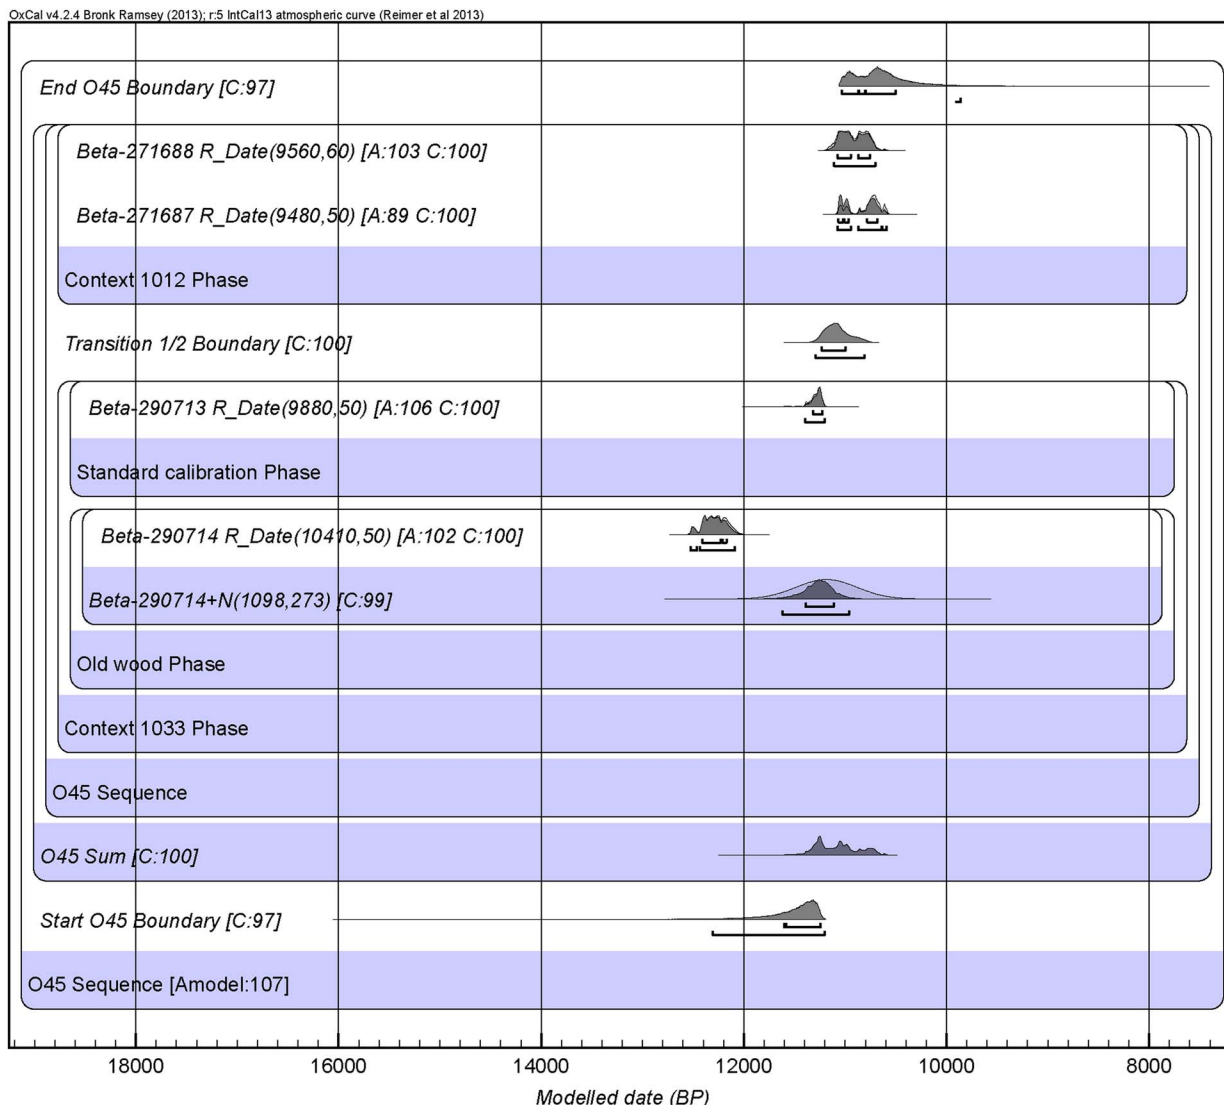 OxCal v4.2.4 Bronk Ramsey (2013); r:5 IntCal13 atmospheric curve (Reimer et al 2013)
End O45 Boundary [C:97]
Beta-271688 R_Date(9560,60) [A:103 C:100]
Beta-271687 R_Date(9480,50) [A:89 C:100]
Context 1012 Phase
Transition 1/2 Boundary [C:100]
Beta-290713 R_Date(9880,50) [A:106 C:100]
Standard calibration Phase
Beta-290714 R_Date(10410,50) [A:102 C:100]
Beta-290714+N(1098,273) [C:99]
Old wood Phase
Context 1033 Phase
O45 Sequence
O45 Sum [C:100]
Start O45 Boundary [C:97]
O45 Sequence [Amodel:107]
18000 16000 14000 12000 10000 8000
Modelled date (BP)